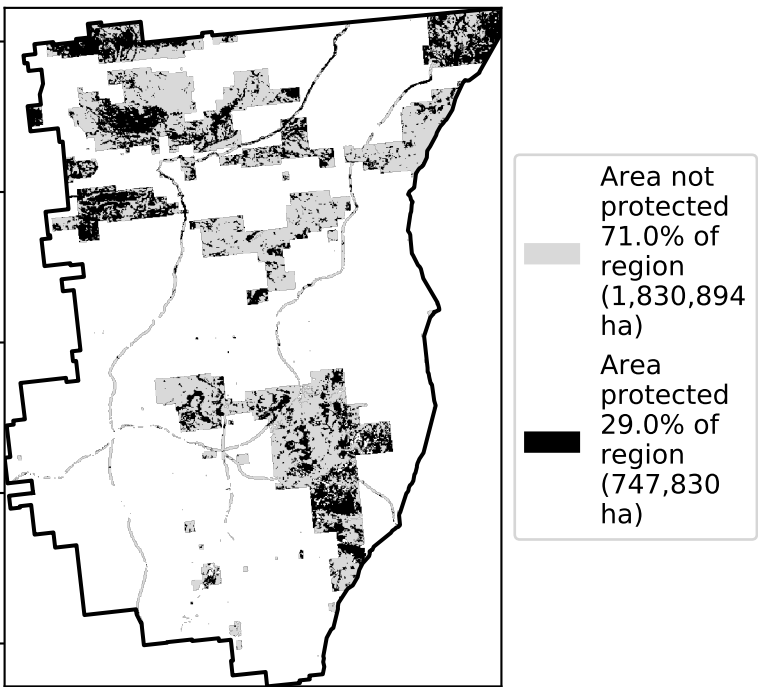 Area not
protected
71.0% of
region
(1,830,894
ha)
Area
protected
29.0% of
region
(747,830
ha)